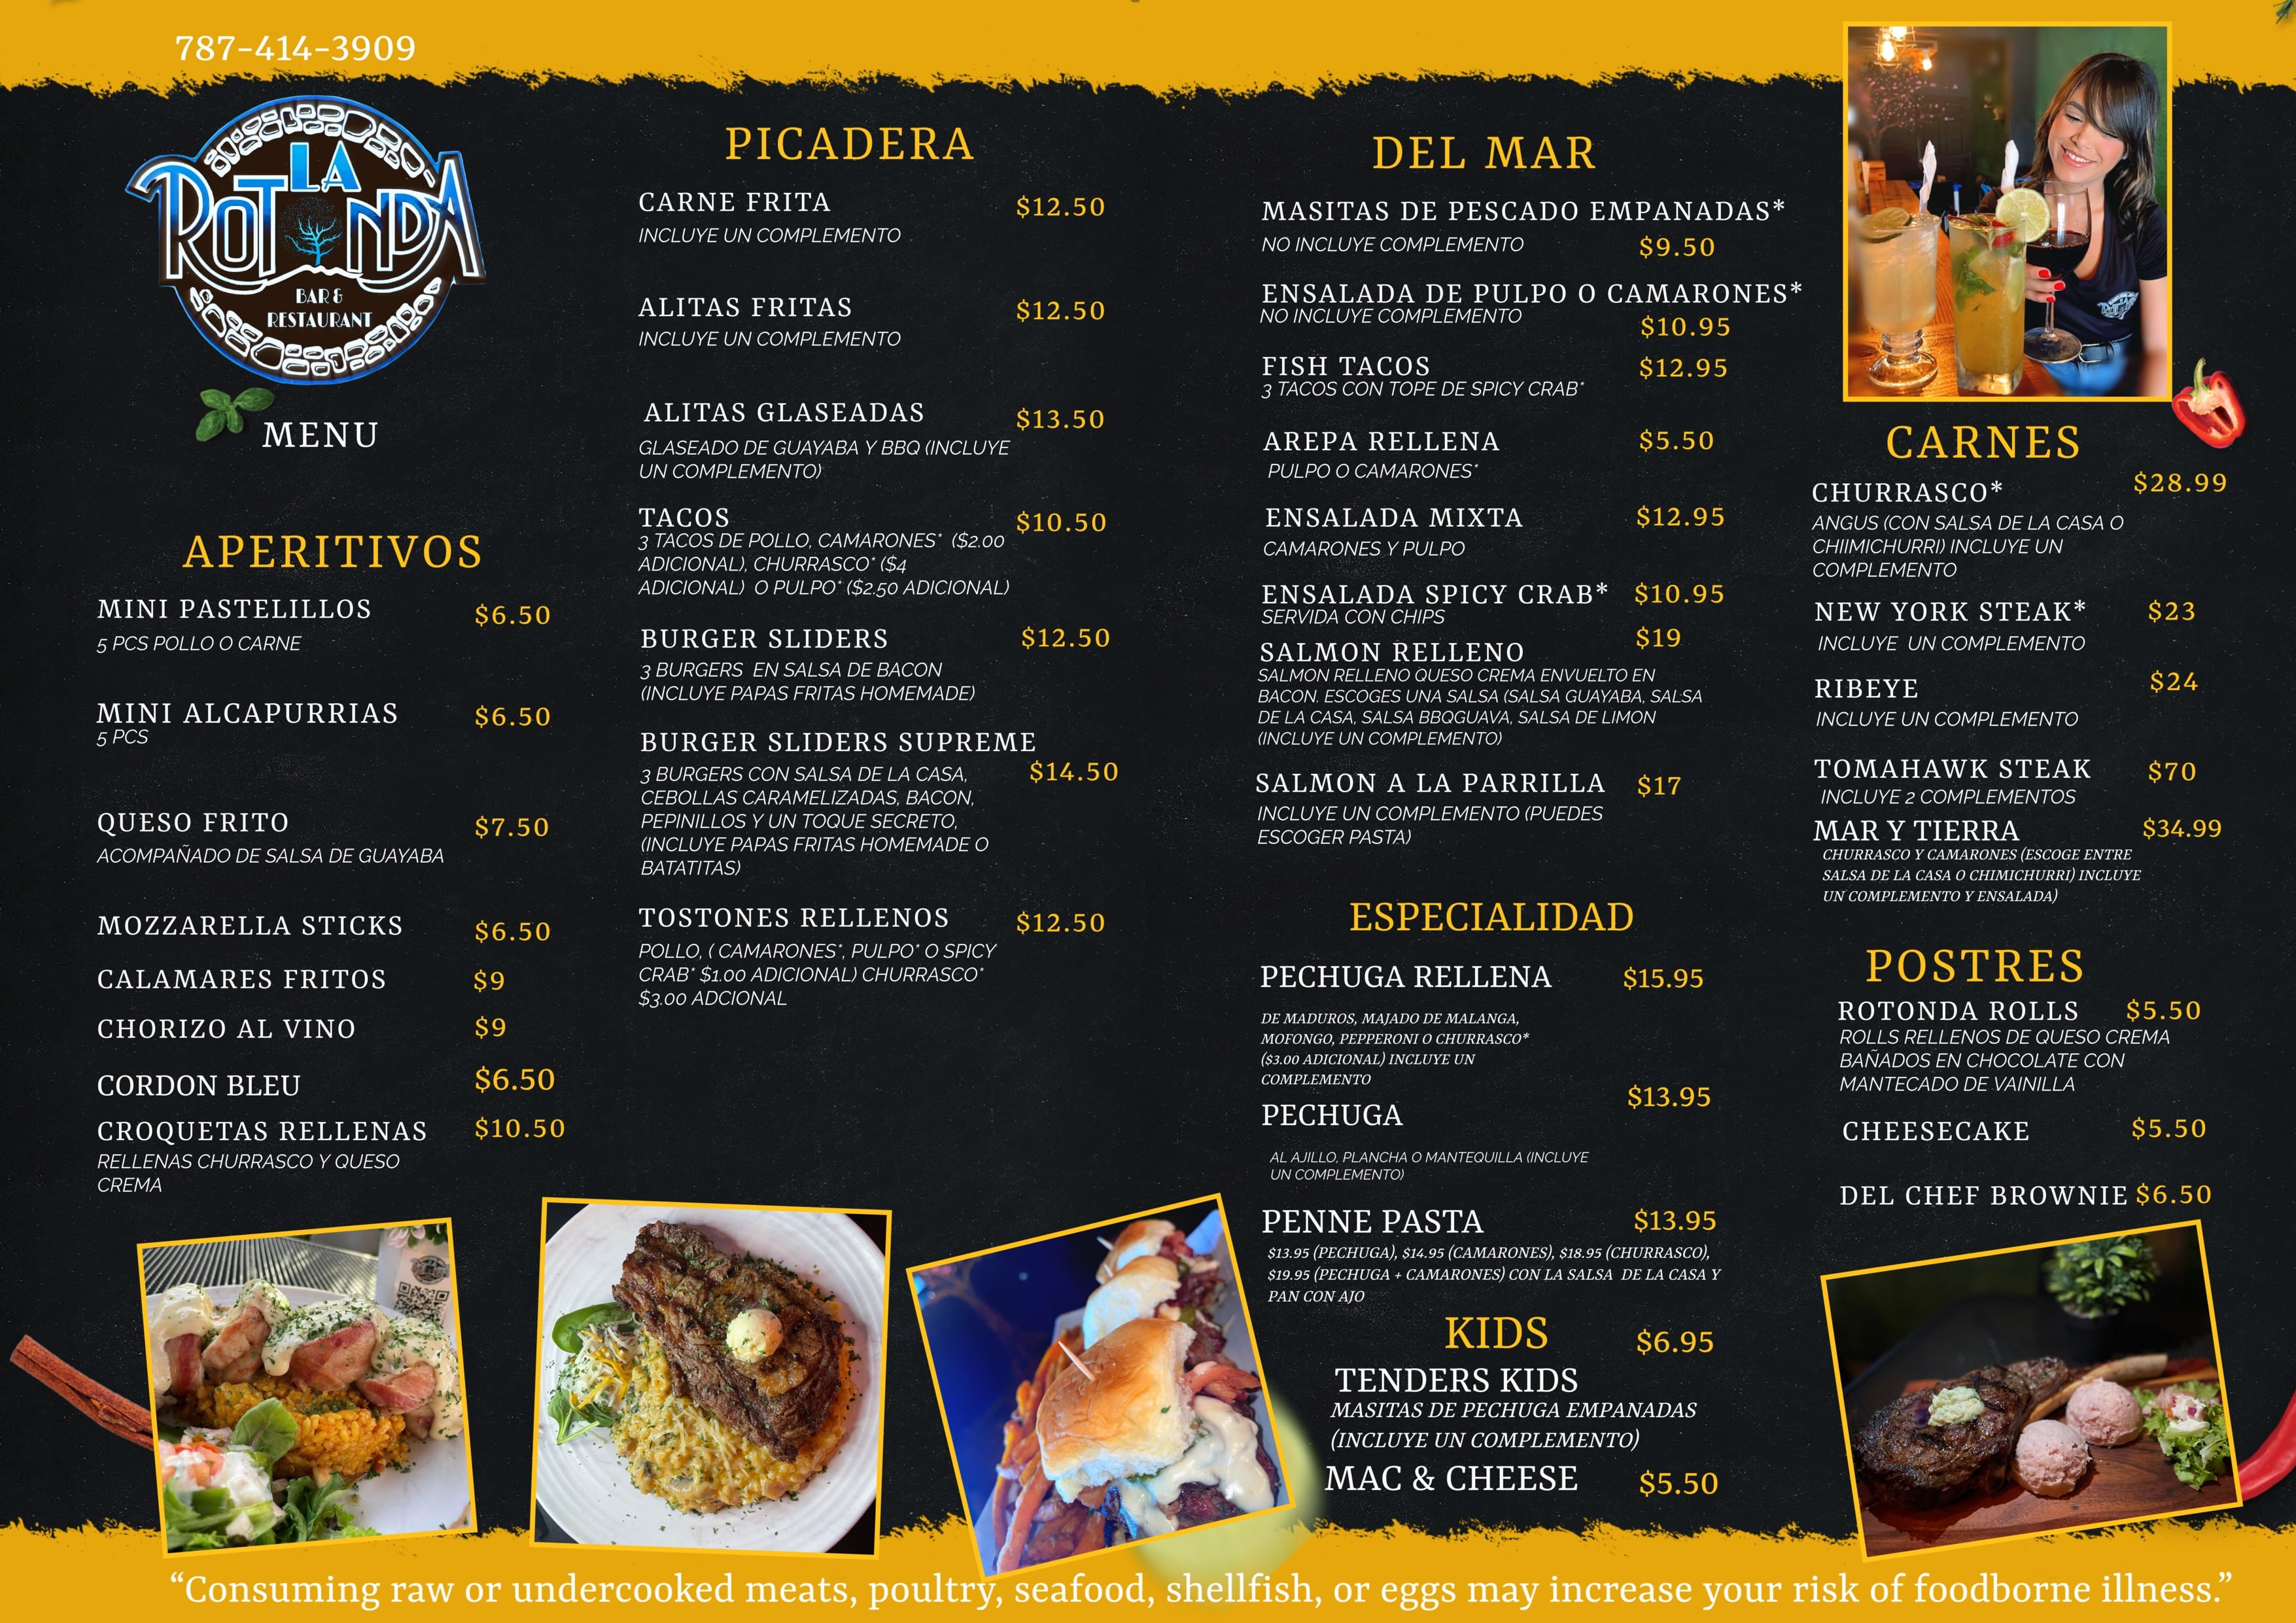 787-414-3909
LA
ROTONDA
BAR &
RESTAURANT
MENU
APERITIVOS
MINI PASTELILLOS $6.50
5 PCS POLLO O CARNE
MINI ALCAPURRIAS $6.50
5 PCS
QUESO FRITO $7.50
ACOMPAÑADO DE SALSA DE GUAYABA
MOZZARELLA STICKS $6.50
CALAMARES FRITOS $9
CHORIZO AL VINO $9
CORDON BLEU $6.50
CROQUETAS RELLENAS $10.50
RELLENAS CHURRASCO Y QUESO
CREMA
PICADERA
CARNE FRITA $12.50
INCLUYE UN COMPLEMENTO
ALITAS FRITAS $12.50
INCLUYE UN COMPLEMENTO
ALITAS GLASEADAS $13.50
GLASEADO DE GUAYABA Y BBQ (INCLUYE
UN COMPLEMENTO)
TACOS $10.50
3 TACOS DE POLLO, CAMARONES* ($2.00
ADICIONAL), CHURRASCO* ($4
ADICIONAL) O PULPO* ($2.50 ADICIONAL)
BURGER SLIDERS $12.50
3 BURGERS EN SALSA DE BACON
(INCLUYE PAPAS FRITAS HOMEMADE)
BURGER SLIDERS SUPREME
$14.50
3 BURGERS CON SALSA DE LA CASA,
CEBOLLAS CARAMELIZADAS, BACON,
PEPINILLOS Y UN TOQUE SECRETO,
(INCLUYE PAPAS FRITAS HOMEMADE O
BATATITAS)
TOSTONES RELLENOS $12.50
POLLO, ( CAMARONES*, PULPO* O SPICY
CRAB* $1.00 ADICIONAL) CHURRASCO*
$3.00 ADCIONAL
DEL MAR
MASITAS DE PESCADO EMPANADAS*
NO INCLUYE COMPLEMENTO $9.50
ENSALADA DE PULPO O CAMARONES*
NO INCLUYE COMPLEMENTO
$10.95
FISH TACOS $12.95
3 TACOS CON TOPE DE SPICY CRAB*
AREPA RELLENA $5.50
PULPO O CAMARONES*
ENSALADA MIXTA $12.95
CAMARONES Y PULPO
ENSALADA SPICY CRAB* $10.95
SERVIDA CON CHIPS
SALMON RELLENO $19
SALMON RELLENO QUESO CREMA ENVUELTO EN
BACON. ESCOGES UNA SALSA (SALSA GUAYABA, SALSA
DE LA CASA, SALSA BBQGUAVA, SALSA DE LIMON
(INCLUYE UN COMPLEMENTO)
SALMON A LA PARRILLA $17
INCLUYE UN COMPLEMENTO (PUEDES
ESCOGER PASTA)
ESPECIALIDAD
PECHUGA RELLENA $15.95
DE MADUROS, MAJADO DE MALANGA,
MOFONGO, PEPPERONI O CHURRASCO*
($3.00 ADICIONAL) INCLUYE UN
COMPLEMENTO
PECHUGA $13.95
AL AJILLO, PLANCHA O MANTEQUILLA (INCLUYE
UN COMPLEMENTO)
PENNE PASTA $13.95
$13.95 (PECHUGA), $14.95 (CAMARONES), $18.95 (CHURRASCO),
$19.95 (PECHUGA + CAMARONES) CON LA SALSA DE LA CASA Y
PAN CON AJO
KIDS $6.95
TENDERS KIDS
MASITAS DE PECHUGA EMPANADAS
(INCLUYE UN COMPLEMENTO)
MAC & CHEESE $5.50
CARNES
CHURRASCO* $28.99
ANGUS (CON SALSA DE LA CASA O
CHIIMICHURRI) INCLUYE UN
COMPLEMENTO
NEW YORK STEAK* $23
INCLUYE UN COMPLEMENTO
RIBEYE $24
INCLUYE UN COMPLEMENTO
TOMAHAWK STEAK $70
INCLUYE 2 COMPLEMENTOS
MAR Y TIERRA $34.99
CHURRASCO Y CAMARONES (ESCOGE ENTRE
SALSA DE LA CASA O CHIMICHURRI) INCLUYE
UN COMPLEMENTO Y ENSALADA)
POSTRES
ROTONDA ROLLS $5.50
ROLLS RELLENOS DE QUESO CREMA
BAÑADOS EN CHOCOLATE CON
MANTECADO DE VAINILLA
CHEESECAKE $5.50
DEL CHEF BROWNIE $6.50
“Consuming raw or undercooked meats, poultry, seafood, shellfish, or eggs may increase your risk of foodborne illness.”